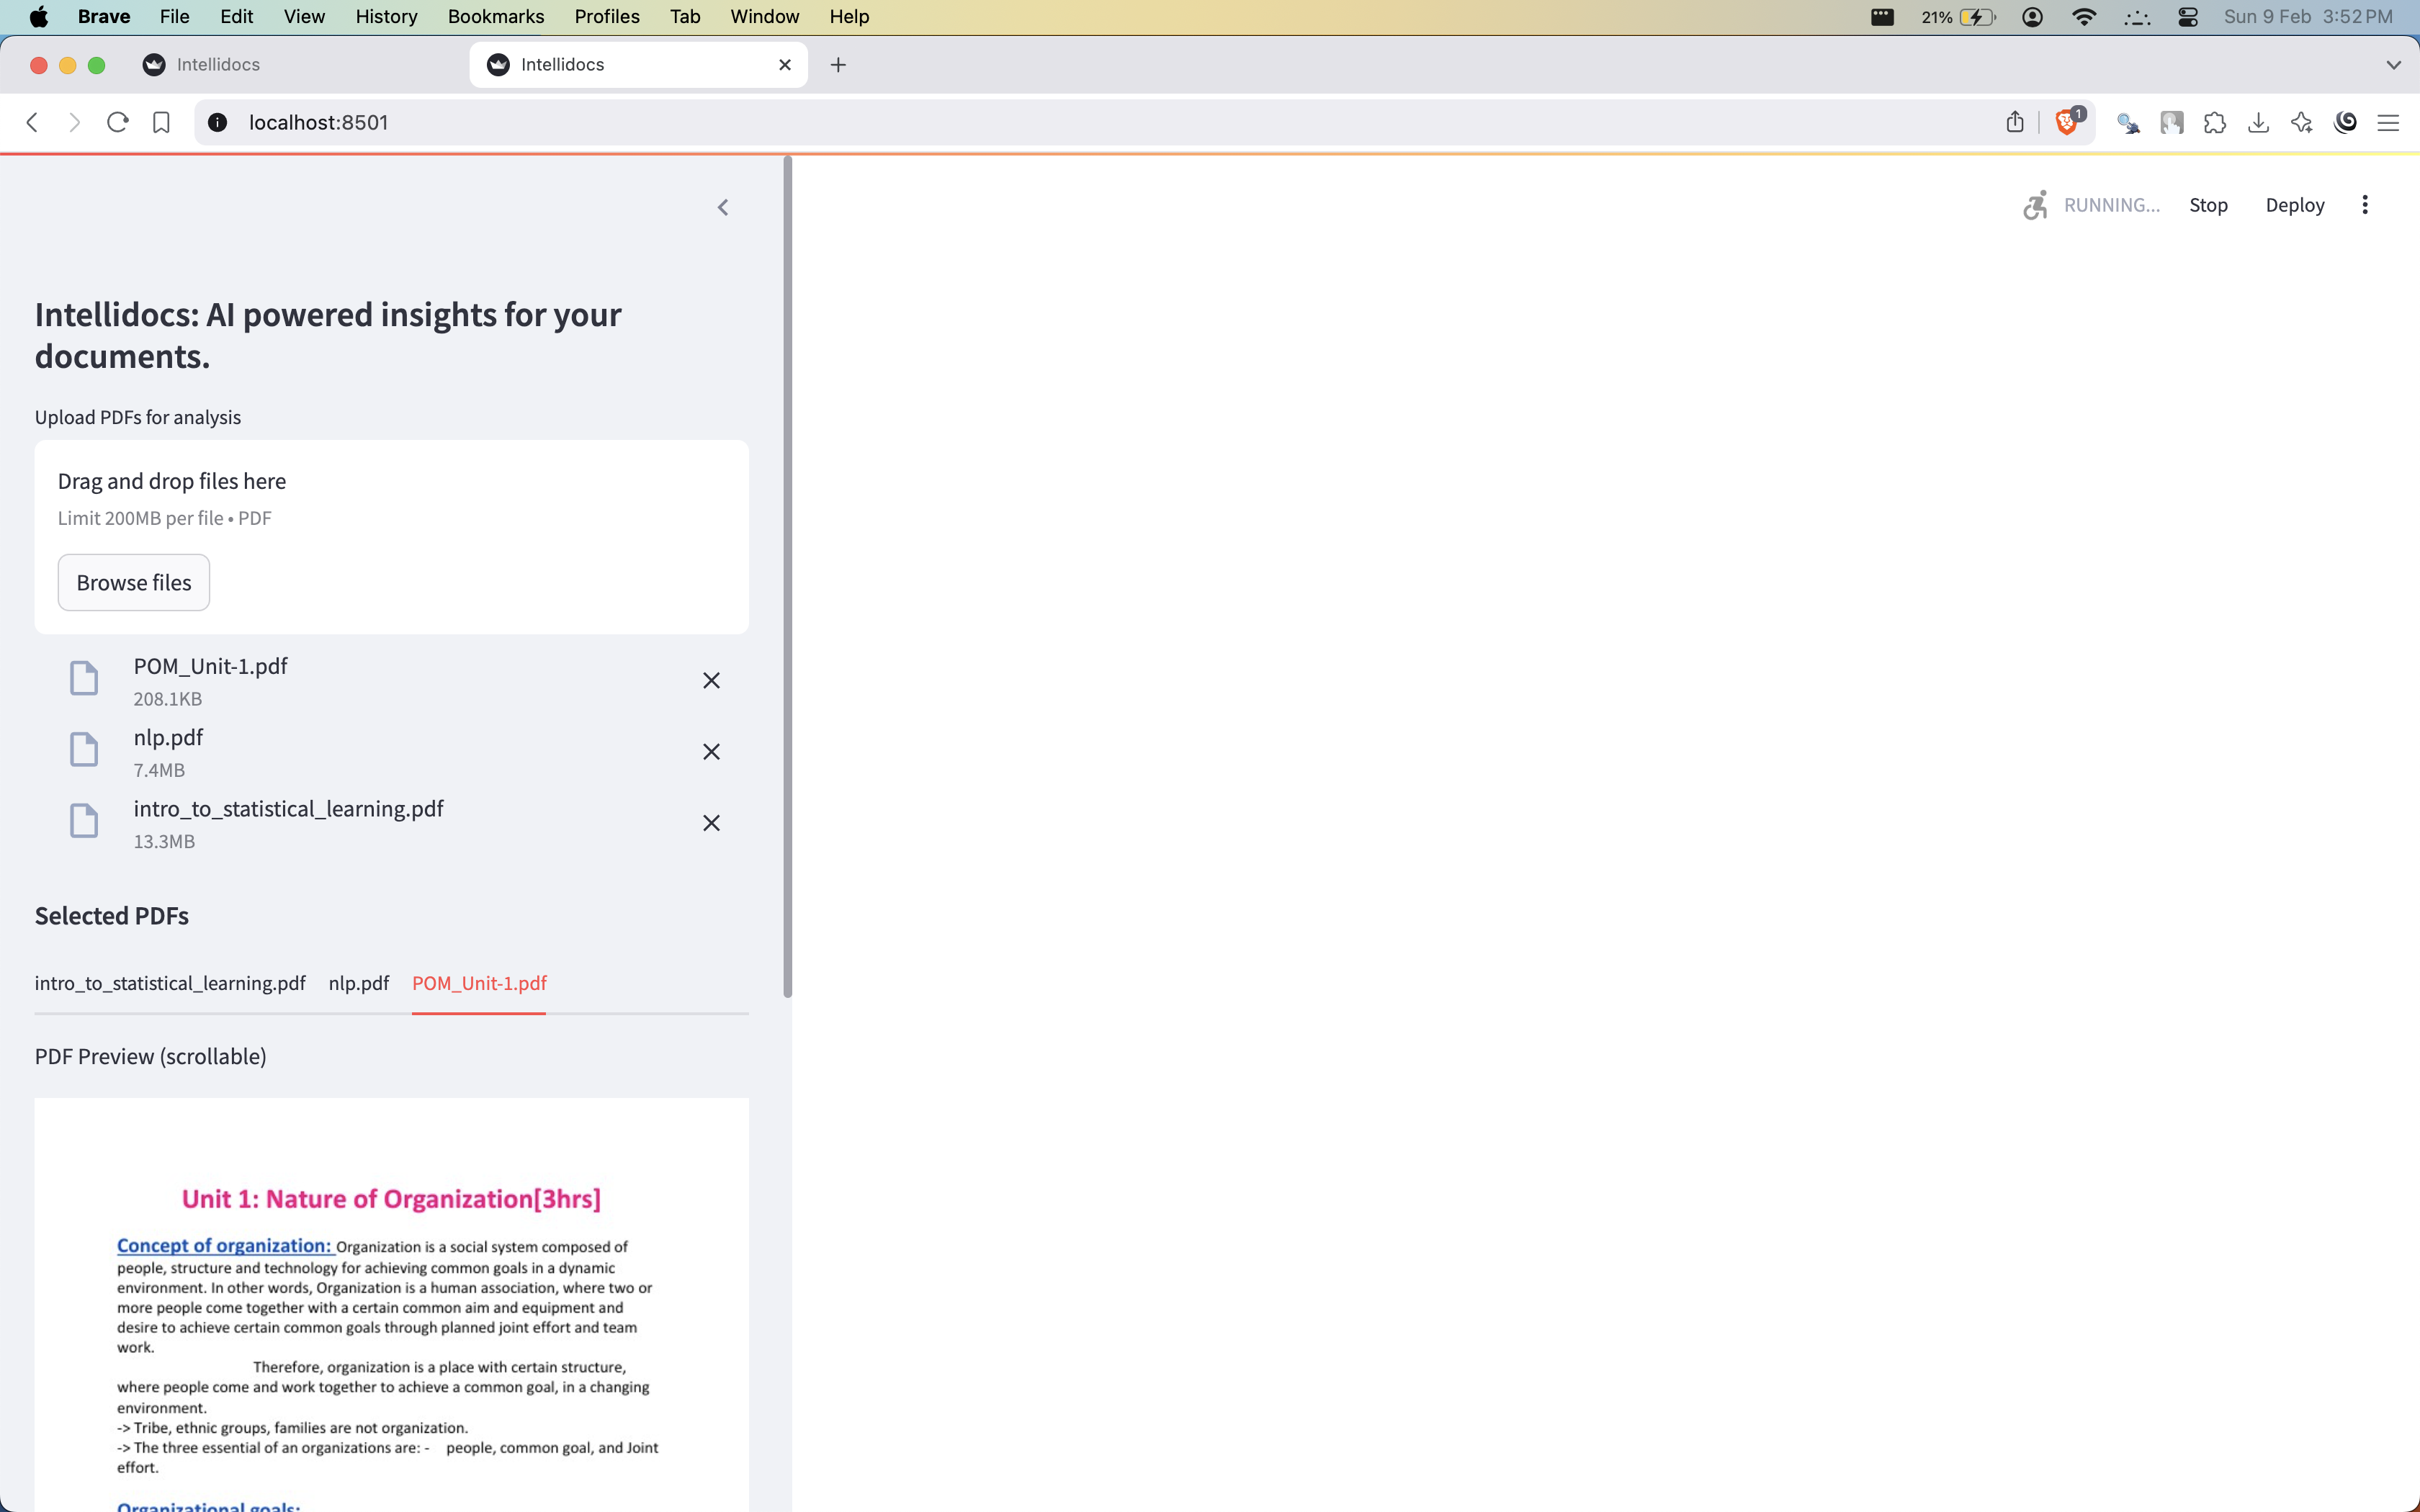 Brave File Edit View History Bookmarks Profiles Tab Window Help 21% Sun 9 Feb 3:52 PM
Intellidocs Intellidocs
localhost:8501 1
RUNNING... Stop Deploy
Intellidocs: AI powered insights for your
documents.
Upload PDFs for analysis
Drag and drop files here
Limit 200MB per file • PDF
Browse files
POM_Unit-1.pdf
208.1KB
nlp.pdf
7.4MB
intro_to_statistical_learning.pdf
13.3MB
Selected PDFs
intro_to_statistical_learning.pdf nlp.pdf POM_Unit-1.pdf
PDF Preview (scrollable)
Unit 1: Nature of Organization[3hrs]
Concept of organization: Organization is a social system composed of
people, structure and technology for achieving common goals in a dynamic
environment. In other words, Organization is a human association, where two or
more people come together with a certain common aim and equipment and
desire to achieve certain common goals through planned joint effort and team
work.
Therefore, organization is a place with certain structure,
where people come and work together to achieve a common goal, in a changing
environment.
-> Tribe, ethnic groups, families are not organization.
-> The three essential of an organizations are: - people, common goal, and Joint
effort.
Organizational goals: